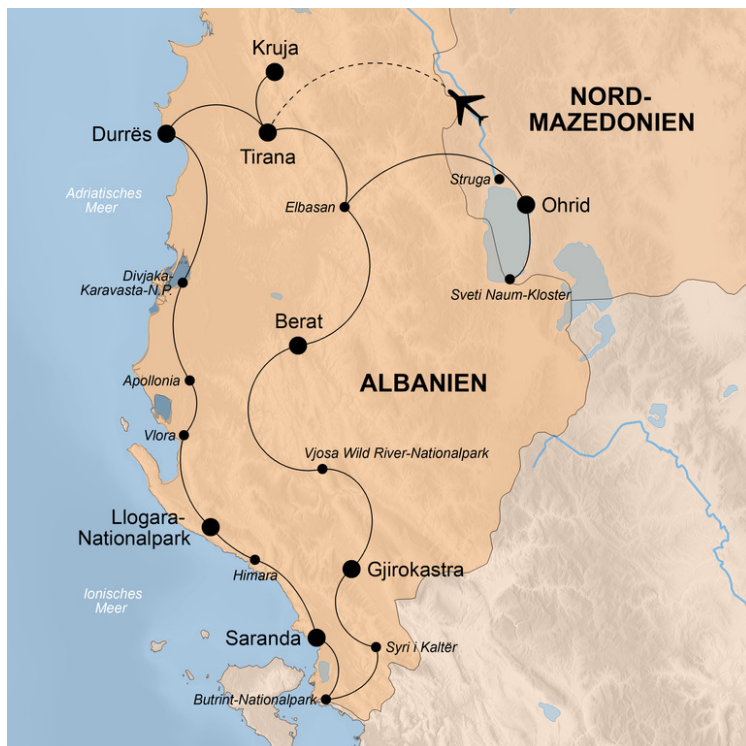 Kruja
NORD-
MAZEDONIEN
Durrës
Tirana
Struga
Adriatisches
Meer
Elbasan
Ohrid
Divjaka-
Karavasta-N.P.
Sveti Naum-Kloster
Berat
Apollonia
ALBANIEN
Vlora
Vjosa Wild River-Nationalpark
Llogara-
Nationalpark
Himara
Gjirokastra
Ionisches
Meer
Saranda
Syri i Kaltër
Butrint-Nationalpark